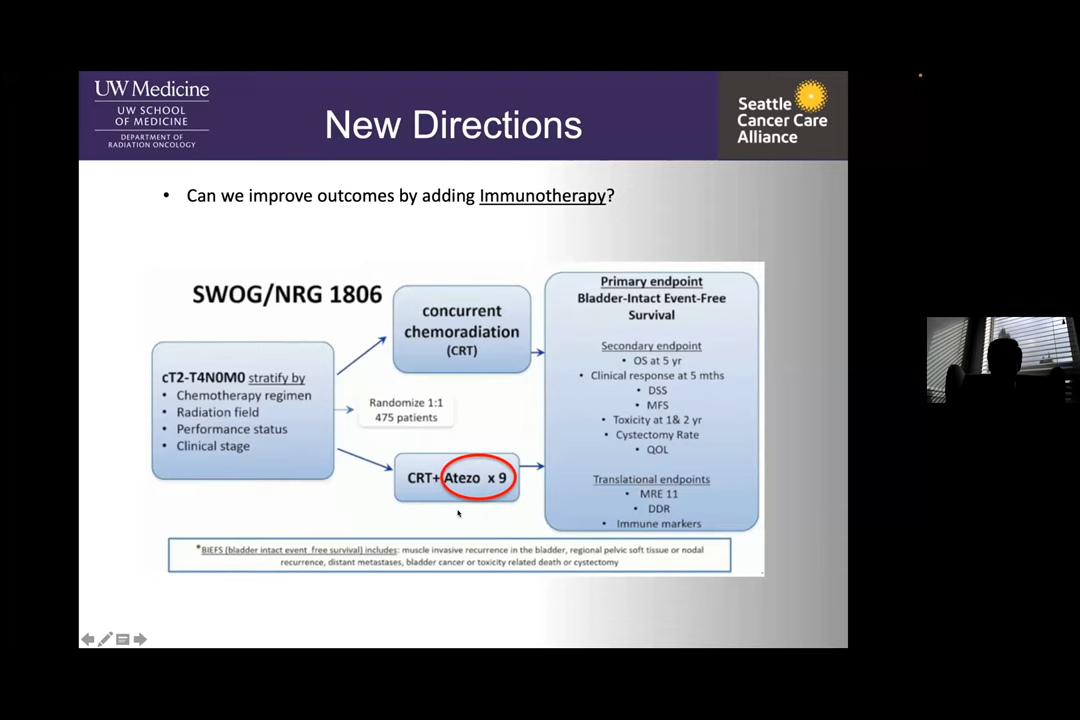 UW Medicine
UW SCHOOL
OF MEDICINE
DEPARTMENT OF
RADIATION ONCOLOGY
New Directions
Seattle
Cancer Care
Alliance
• Can we improve outcomes by adding Immunotherapy?
SWOG/NRG 1806
cT2-T4N0M0 stratify by
• Chemotherapy regimen
• Radiation field
• Performance status
• Clinical stage
concurrent
chemoradiation
(CRT)
Randomize 1:1
475 patients
CRT+ Atezo x 9
Primary endpoint
Bladder-Intact Event-Free
Survival
Secondary endpoint
• OS at 5 yr
• Clinical response at 5 mths
• DSS
• MFS
• Toxicity at 1& 2 yr
• Cystectomy Rate
• QOL
Translational endpoints
• MRE 11
• DDR
• Immune markers
*BIEFS (bladder intact event free survival) includes: muscle invasive recurrence in the bladder, regional pelvic soft tissue or nodal
recurrence, distant metastases, bladder cancer or toxicity related death or cystectomy